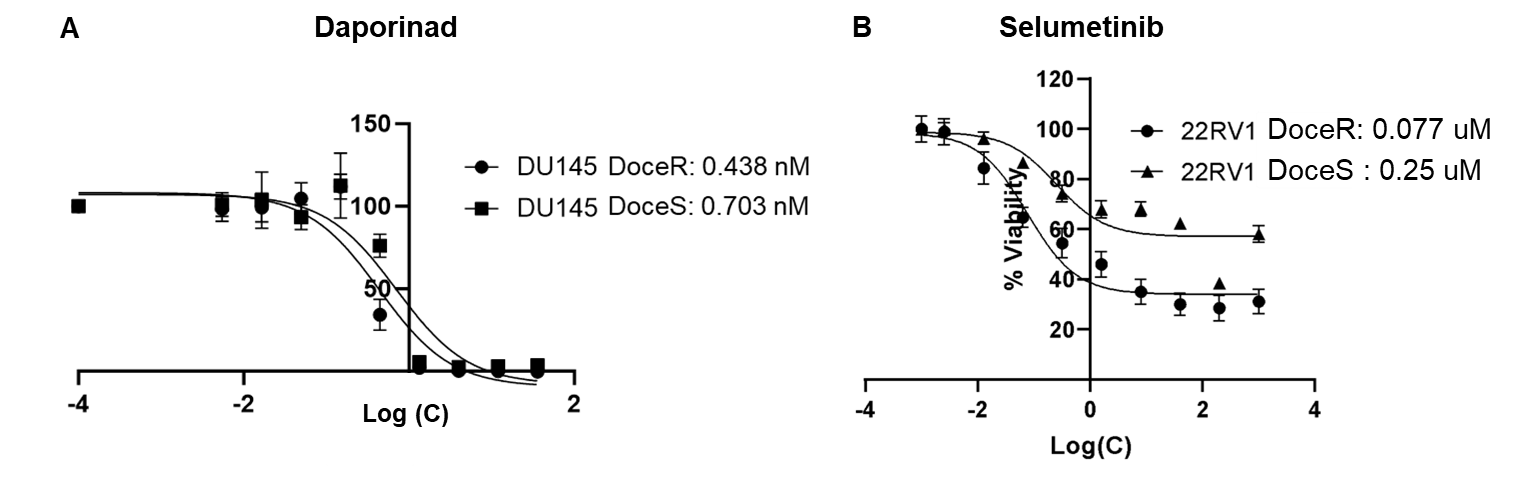 A
Daporinad
150
100
50
DU145 DoceR: 0.438 nM
DU145 DoceS: 0.703 nM
-4
-2
2
Log (C)
B
Selumetinib
120
100
80
60
40
20
% Viability
22RV1 DoceR: 0.077 uM
22RV1 DoceS : 0.25 uM
-4
-2
0
2
4
Log(C)